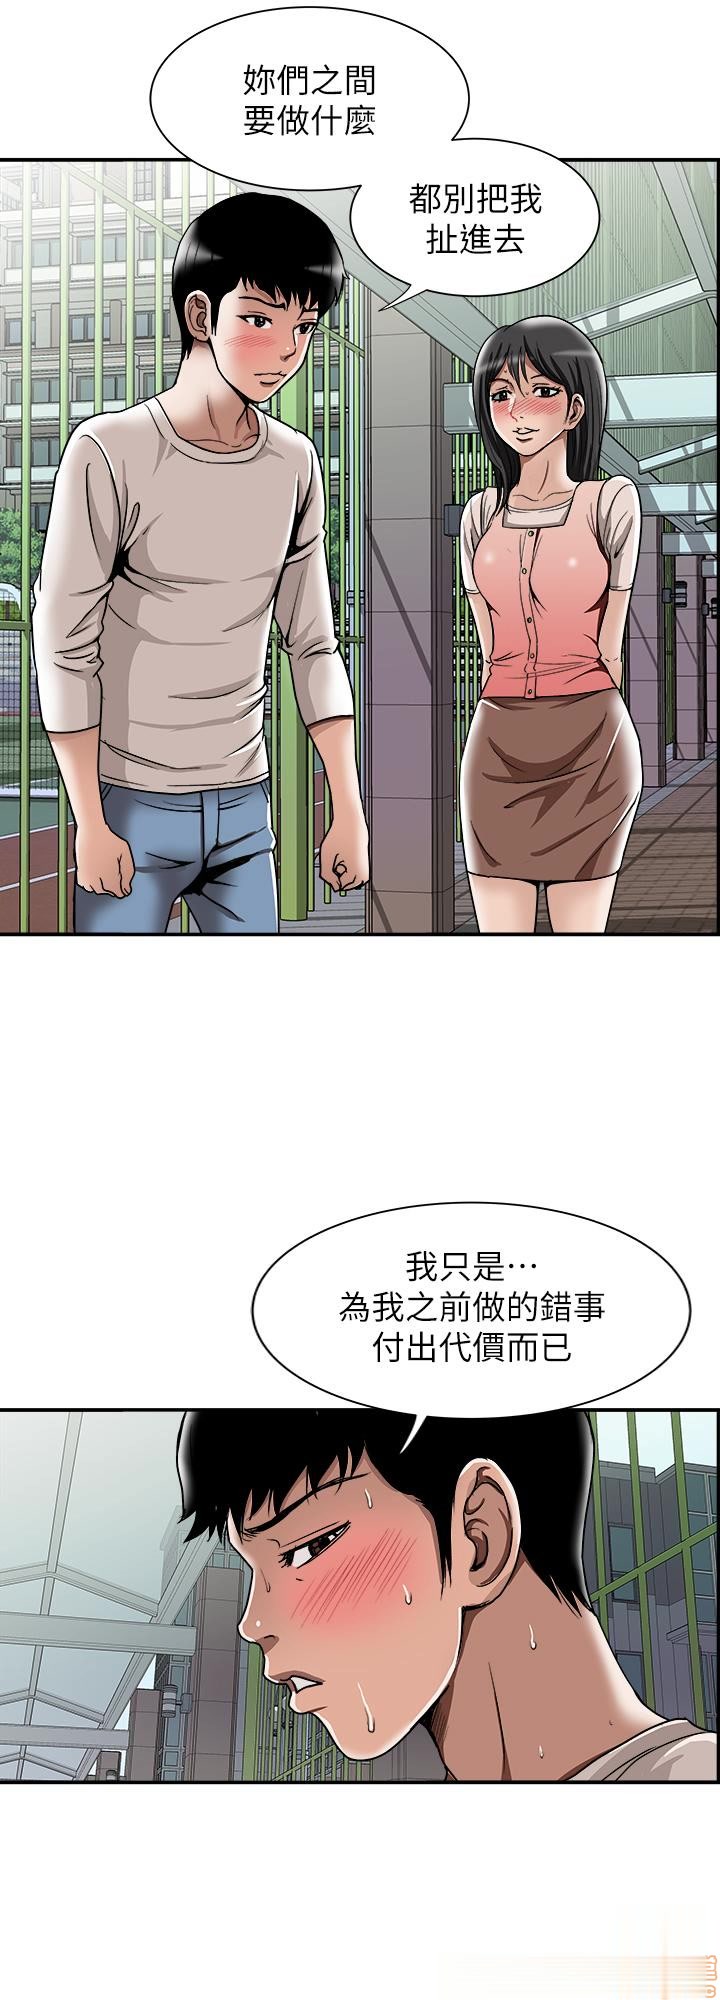 妳們之間
要做什麼
都別把我
扯進去
我只是…
為我之前做的錯事
付出代價而已